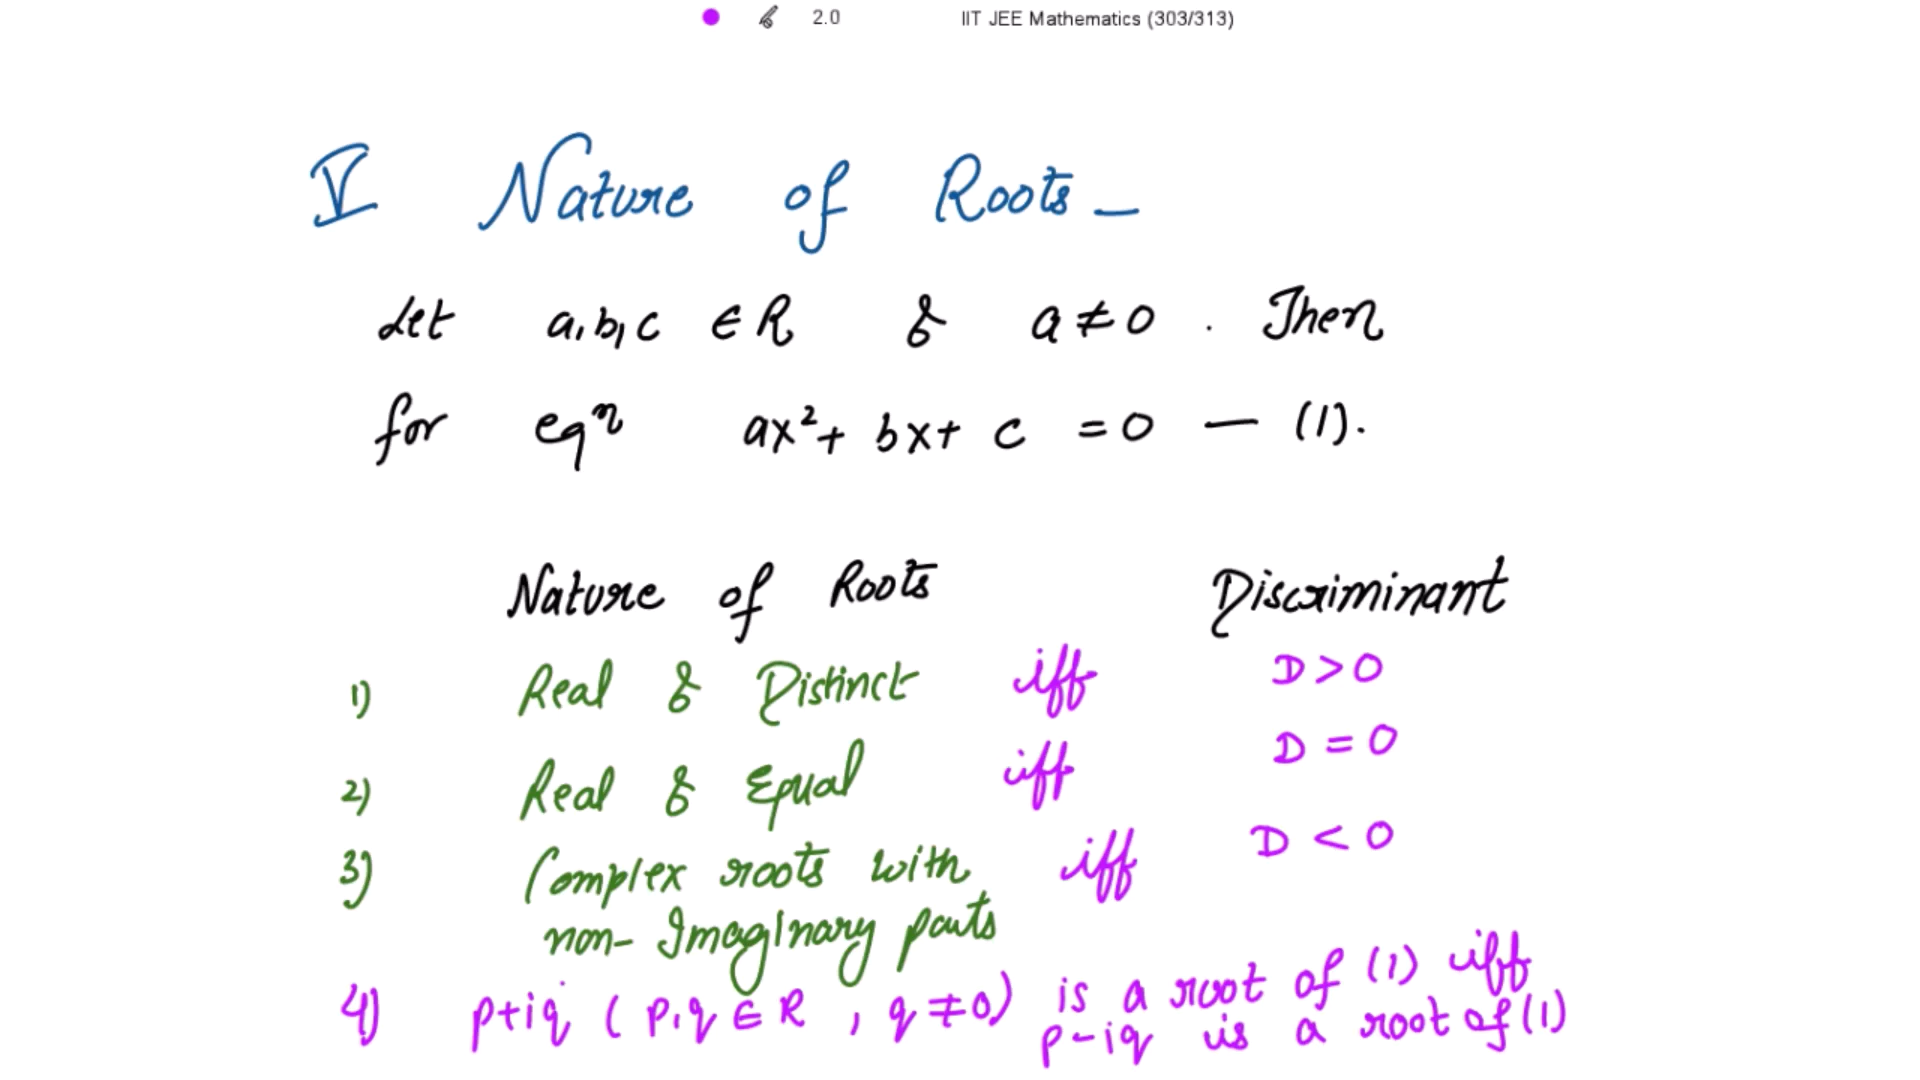 2.0 IIT JEE Mathematics (303/313)
V Nature of Roots –
Let a, b, c ∈ R & a ≠ 0 . Then
for eqⁿ ax² + bx + c = 0 — (1).
Nature of Roots Discriminant
1) Real & Distinct iff D > 0
2) Real & Equal iff D = 0
3) Complex roots with iff D < 0
non-Imaginary parts
4) p+iq ( p,q ∈ R , q ≠ 0) is a root of (1) iff
p-iq is a root of (1)